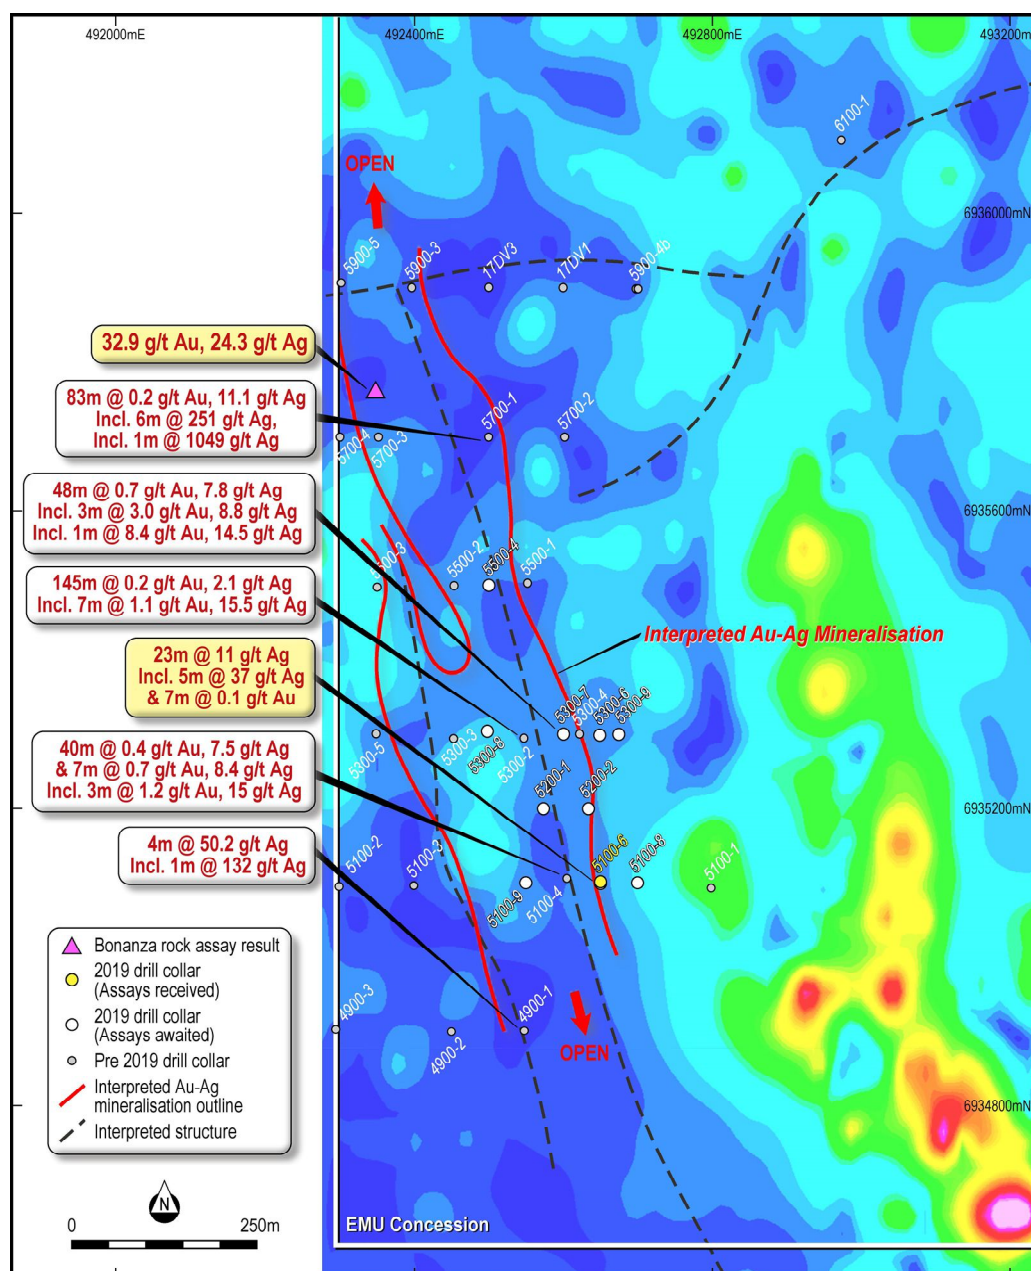 492000mE
492400mE
492800mE
493200m
6100-1
OPEN
6936000mN
5900-5
5900-3
17DV3
17DV1
5900-4b
32.9 g/t Au, 24.3 g/t Ag
83m @ 0.2 g/t Au, 11.1 g/t Ag
Incl. 6m @ 251 g/t Ag,
Incl. 1m @ 1049 g/t Ag
5700-4
5700-3
5700-1
5700-2
48m @ 0.7 g/t Au, 7.8 g/t Ag
Incl. 3m @ 3.0 g/t Au, 8.8 g/t Ag
Incl. 1m @ 8.4 g/t Au, 14.5 g/t Ag
6935600mN
5500-3
5500-2
5500-4
5500-1
145m @ 0.2 g/t Au, 2.1 g/t Ag
Incl. 7m @ 1.1 g/t Au, 15.5 g/t Ag
Interpreted Au-Ag Mineralisation
23m @ 11 g/t Ag
Incl. 5m @ 37 g/t Ag
& 7m @ 0.1 g/t Au
5300-5
5300-3
5300-8
5300-2
5300-7
5300-4
5300-6
5300-9
40m @ 0.4 g/t Au, 7.5 g/t Ag
& 7m @ 0.7 g/t Au, 8.4 g/t Ag
Incl. 3m @ 1.2 g/t Au, 15 g/t Ag
5200-1
5200-2
6935200mN
4m @ 50.2 g/t Ag
Incl. 1m @ 132 g/t Ag
5100-2
5100-3
5100-9
5100-4
5100-6
5100-8
5100-1
Bonanza rock assay result
2019 drill collar
(Assays received)
2019 drill collar
(Assays awaited)
Pre 2019 drill collar
Interpreted Au-Ag
mineralisation outline
Interpreted structure
4900-3
4900-2
4900-1
OPEN
6934800mN
N
0
250m
EMU Concession